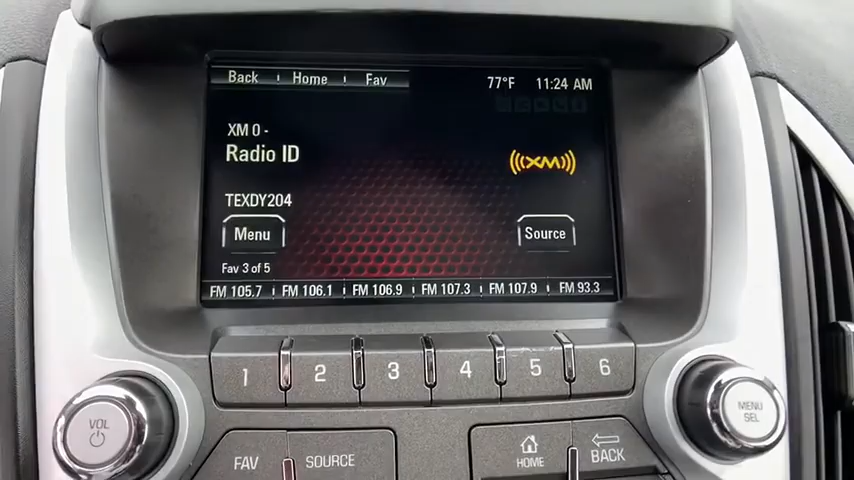 Back Home Fav 77°F 11:24 AM
XM 0 -
Radio ID
XM
TEXDY204
Menu Source
Fav 3 of 5
FM 105.7 FM 106.1 FM 106.9 FM 107.3 FM 107.9 FM 93.3
1 2 3 4 5 6
VOL
MENU
SEL
FAV SOURCE HOME BACK